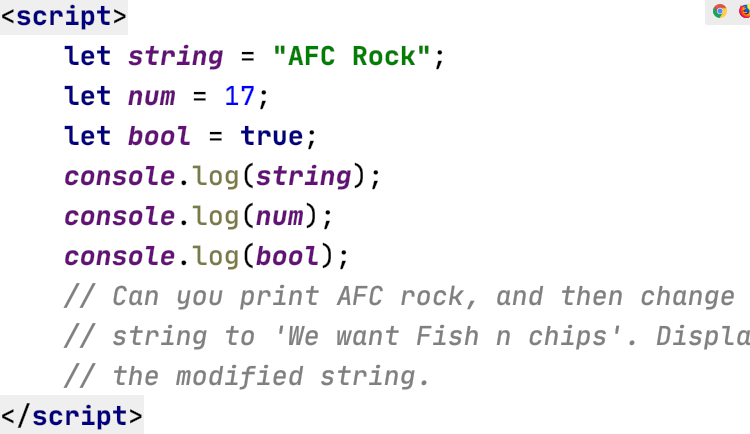 <script>
let string = "AFC Rock";
let num = 17;
let bool = true;
console.log(string);
console.log(num);
console.log(bool);
// Can you print AFC rock, and then change
// string to 'We want Fish n chips'.
// the modified string.
</script>